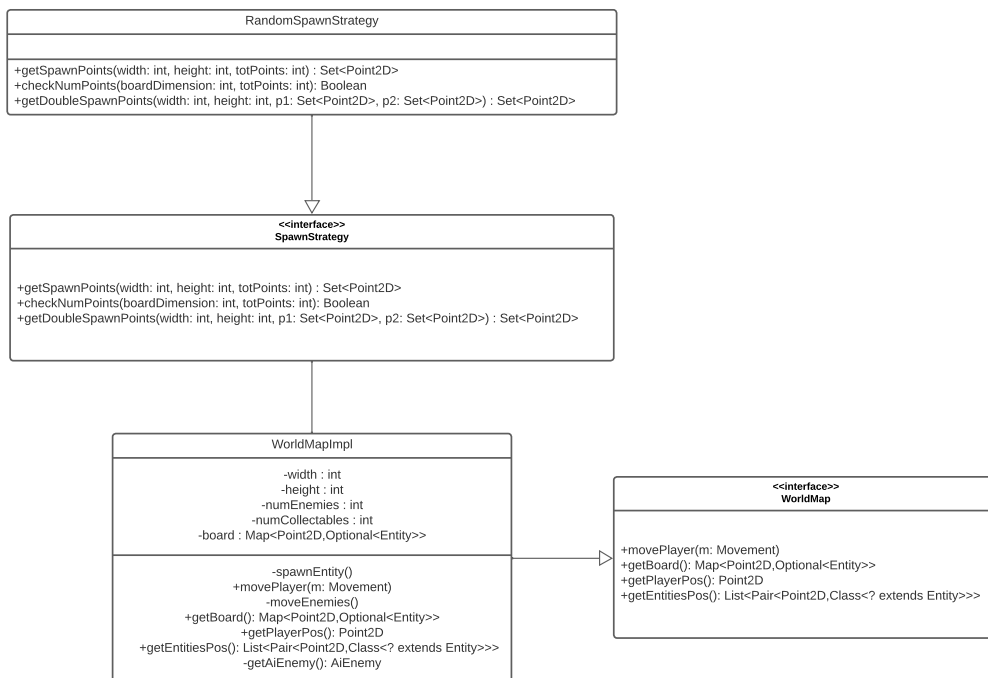 RandomSpawnStrategy
+getSpawnPoints(width: int, height: int, totPoints: int) : Set<Point2D>
+checkNumPoints(boardDimension: int, totPoints: int): Boolean
+getDoubleSpawnPoints(width: int, height: int, p1: Set<Point2D>, p2: Set<Point2D>) : Set<Point2D>
<<interface>>
SpawnStrategy
+getSpawnPoints(width: int, height: int, totPoints: int) : Set<Point2D>
+checkNumPoints(boardDimension: int, totPoints: int): Boolean
+getDoubleSpawnPoints(width: int, height: int, p1: Set<Point2D>, p2: Set<Point2D>) : Set<Point2D>
WorldMapImpl
-width : int
-height : int
-numEnemies : int
-numCollectables : int
-board : Map<Point2D,Optional<Entity>>
-spawnEntity()
+movePlayer(m: Movement)
-moveEnemies()
+getBoard(): Map<Point2D,Optional<Entity>>
+getPlayerPos(): Point2D
+getEntitiesPos(): List<Pair<Point2D,Class<? extends Entity>>>
-getAiEnemy(): AiEnemy
<<interface>>
WorldMap
+movePlayer(m: Movement)
+getBoard(): Map<Point2D,Optional<Entity>>
+getPlayerPos(): Point2D
+getEntitiesPos(): List<Pair<Point2D,Class<? extends Entity>>>